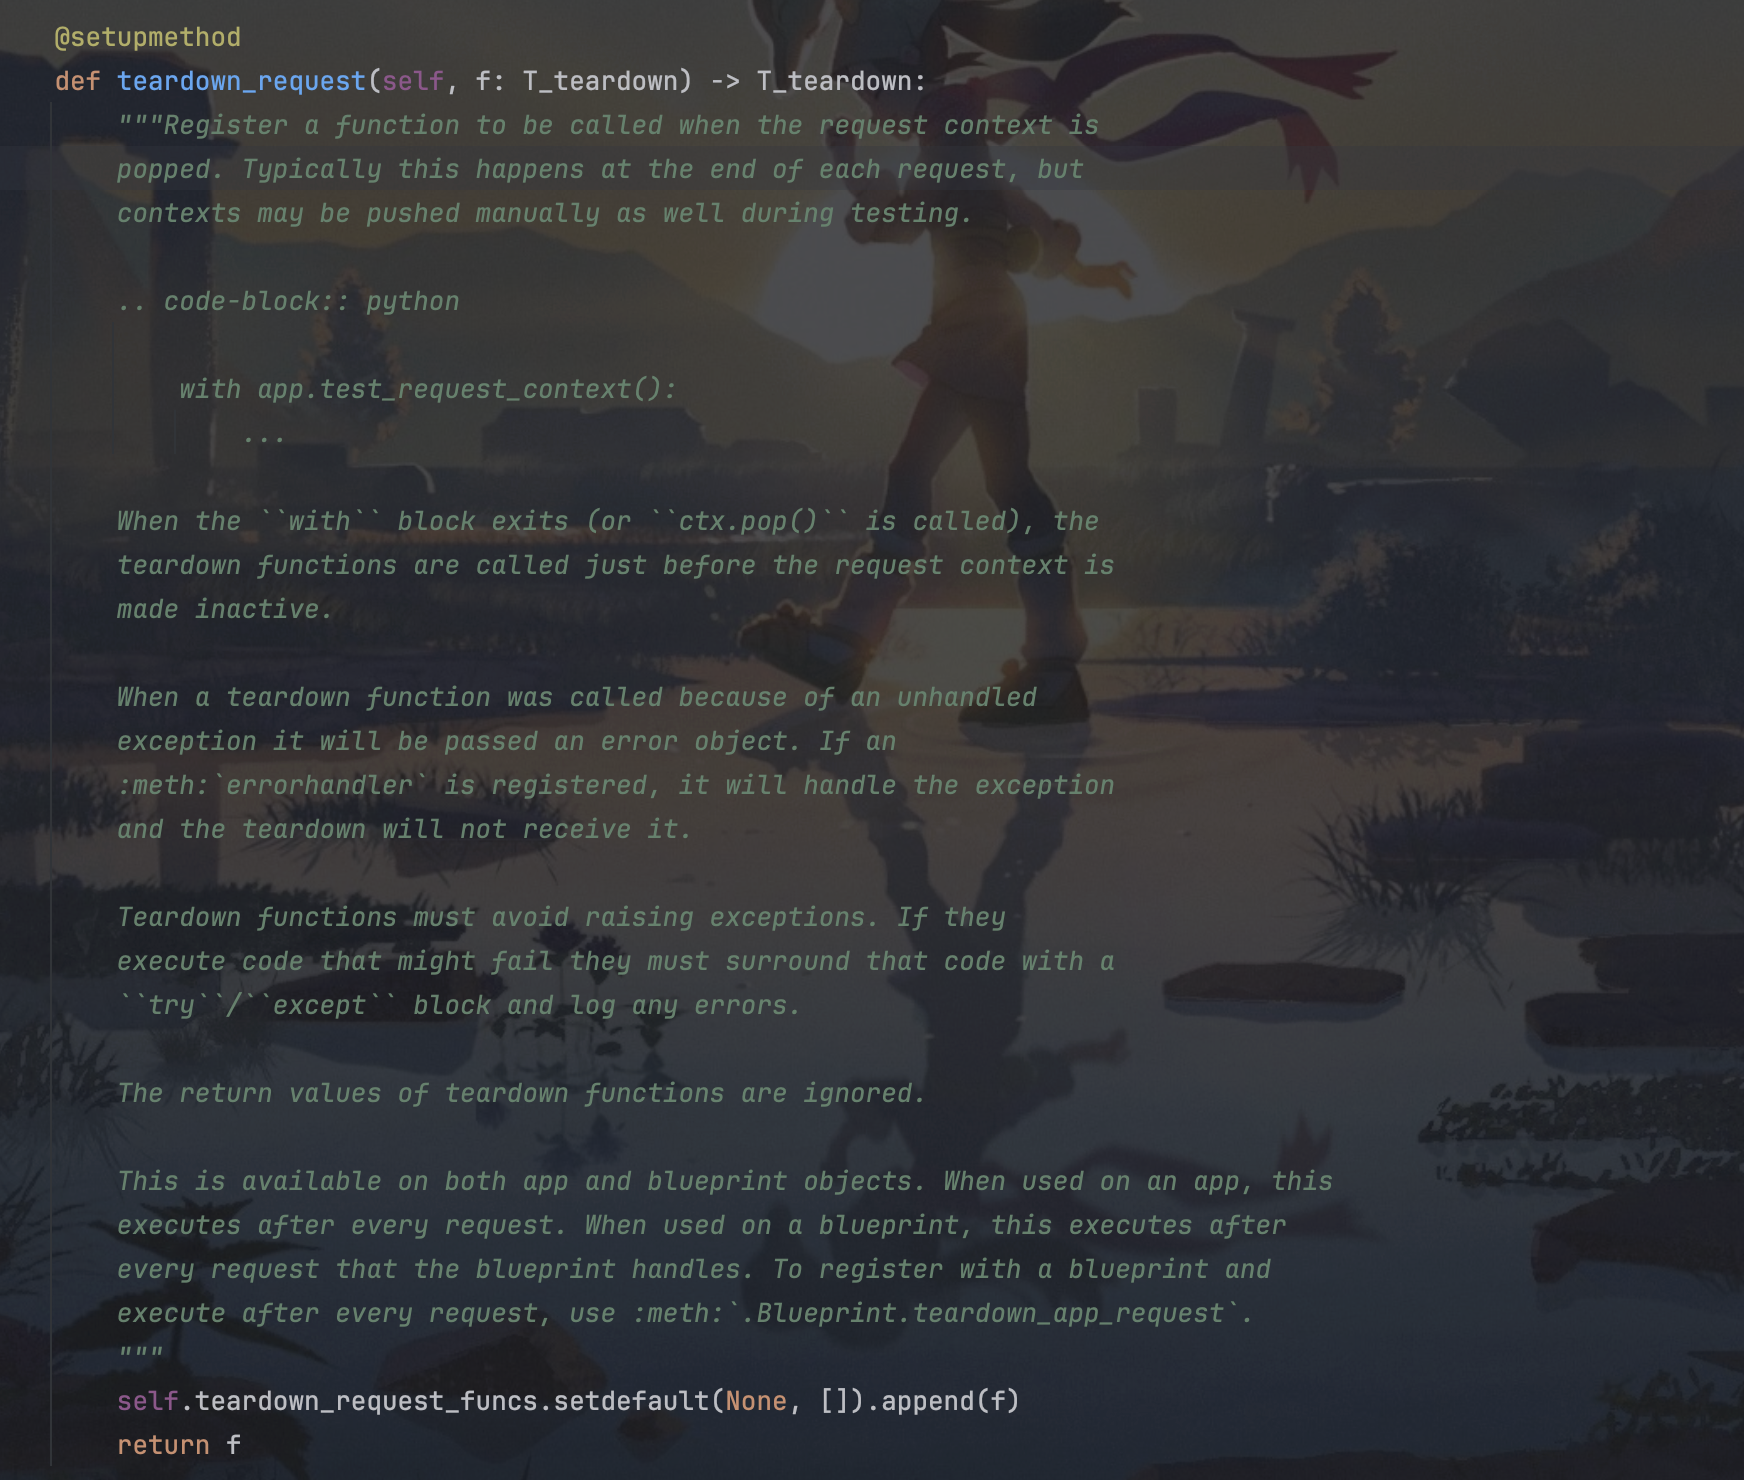 @setupmethod
def teardown_request(self, f: T_teardown) -> T_teardown:
    """Register a function to be called when the request context is
    popped. Typically this happens at the end of each request, but
    contexts may be pushed manually as well during testing.

    .. code-block:: python

        with app.test_request_context():
            ...

    When the ``with`` block exits (or ``ctx.pop()`` is called), the
    teardown functions are called just before the request context is
    made inactive.

    When a teardown function was called because of an unhandled
    exception it will be passed an error object. If an
    :meth:`errorhandler` is registered, it will handle the exception
    and the teardown will not receive it.

    Teardown functions must avoid raising exceptions. If they
    execute code that might fail they must surround that code with a
    ``try``/``except`` block and log any errors.

    The return values of teardown functions are ignored.

    This is available on both app and blueprint objects. When used on an app, this
    executes after every request. When used on a blueprint, this executes after
    every request that the blueprint handles. To register with a blueprint and
    execute after every request, use :meth:`.Blueprint.teardown_app_request`.
    """
    self.teardown_request_funcs.setdefault(None, []).append(f)
    return f